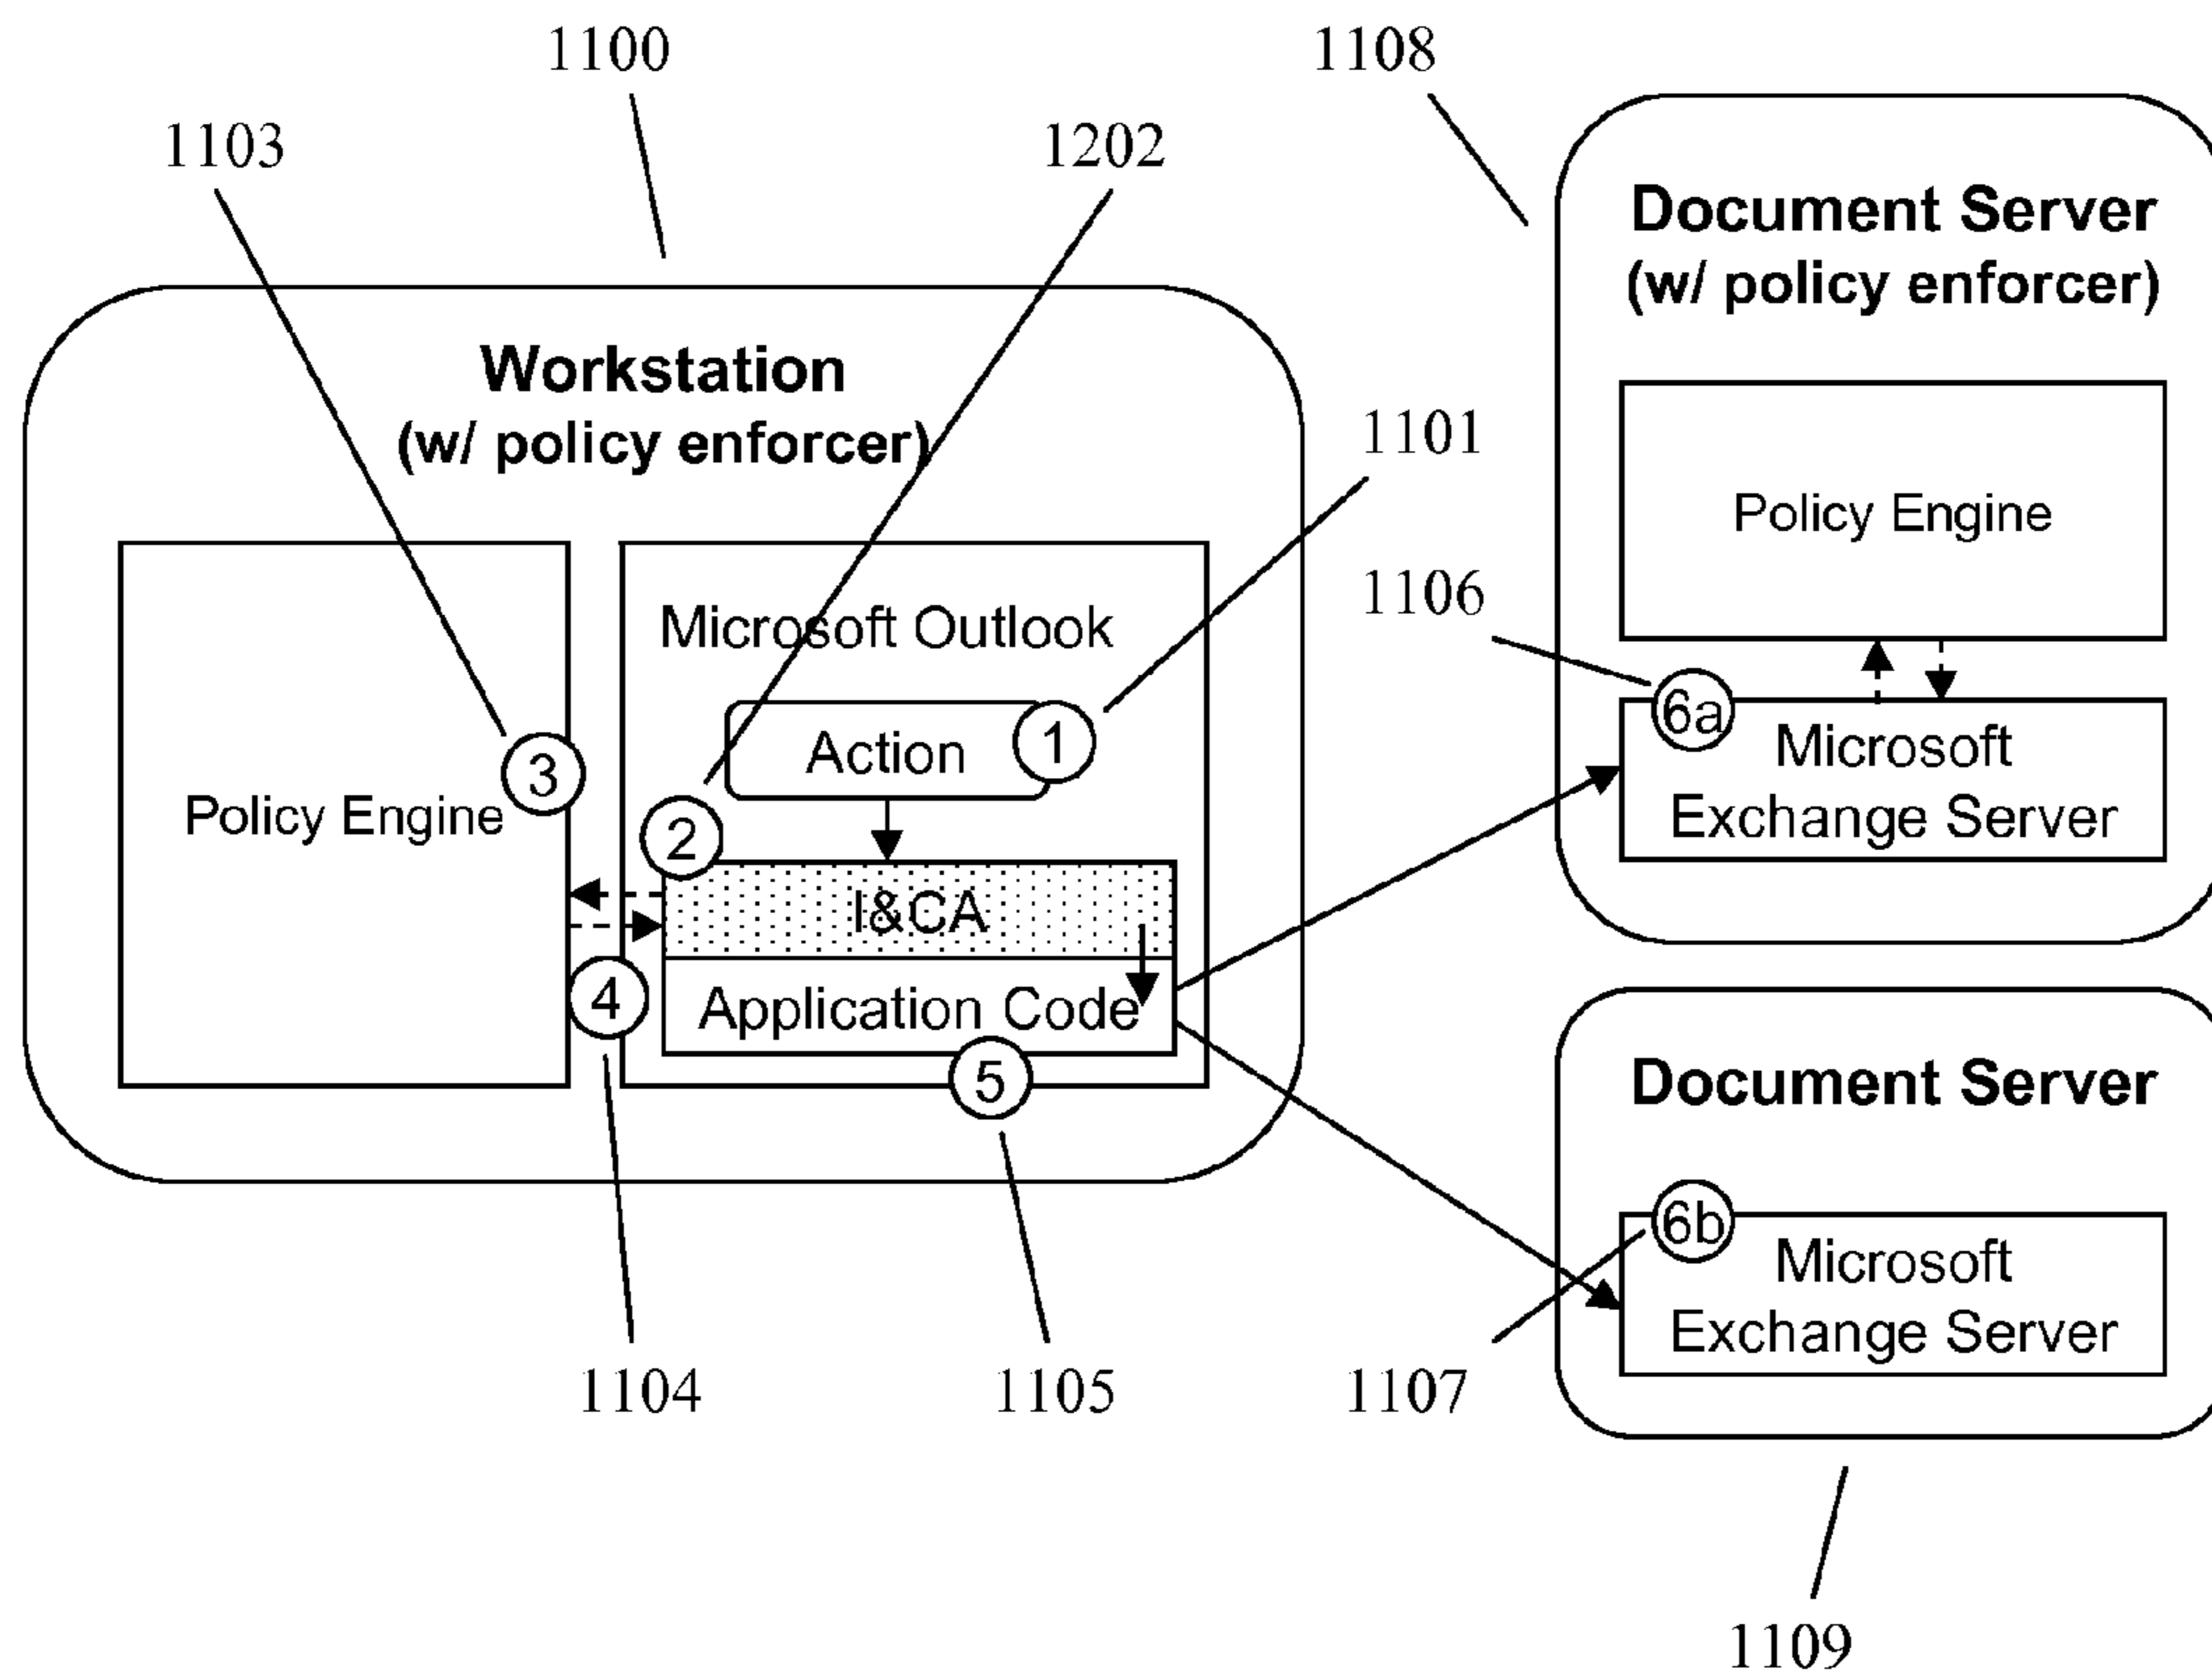 1100
1108
1103
1202
Document Server
(w/ policy enforcer)
Workstation
(w/ policy enforcer)
1101
Policy Engine
1106
Microsoft Outlook
6a
Action
1
Microsoft
Exchange Server
3
Policy Engine
2
I&CA
4
Application Code
5
Document Server
6b
Microsoft
Exchange Server
1104
1105
1107
1109